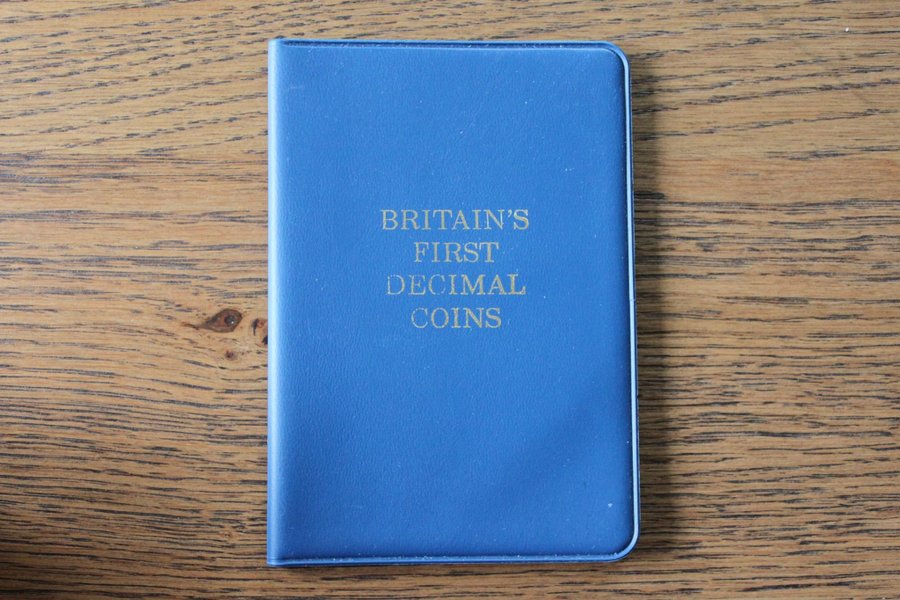 BRITAIN'S
FIRST
DECIMAL
COINS